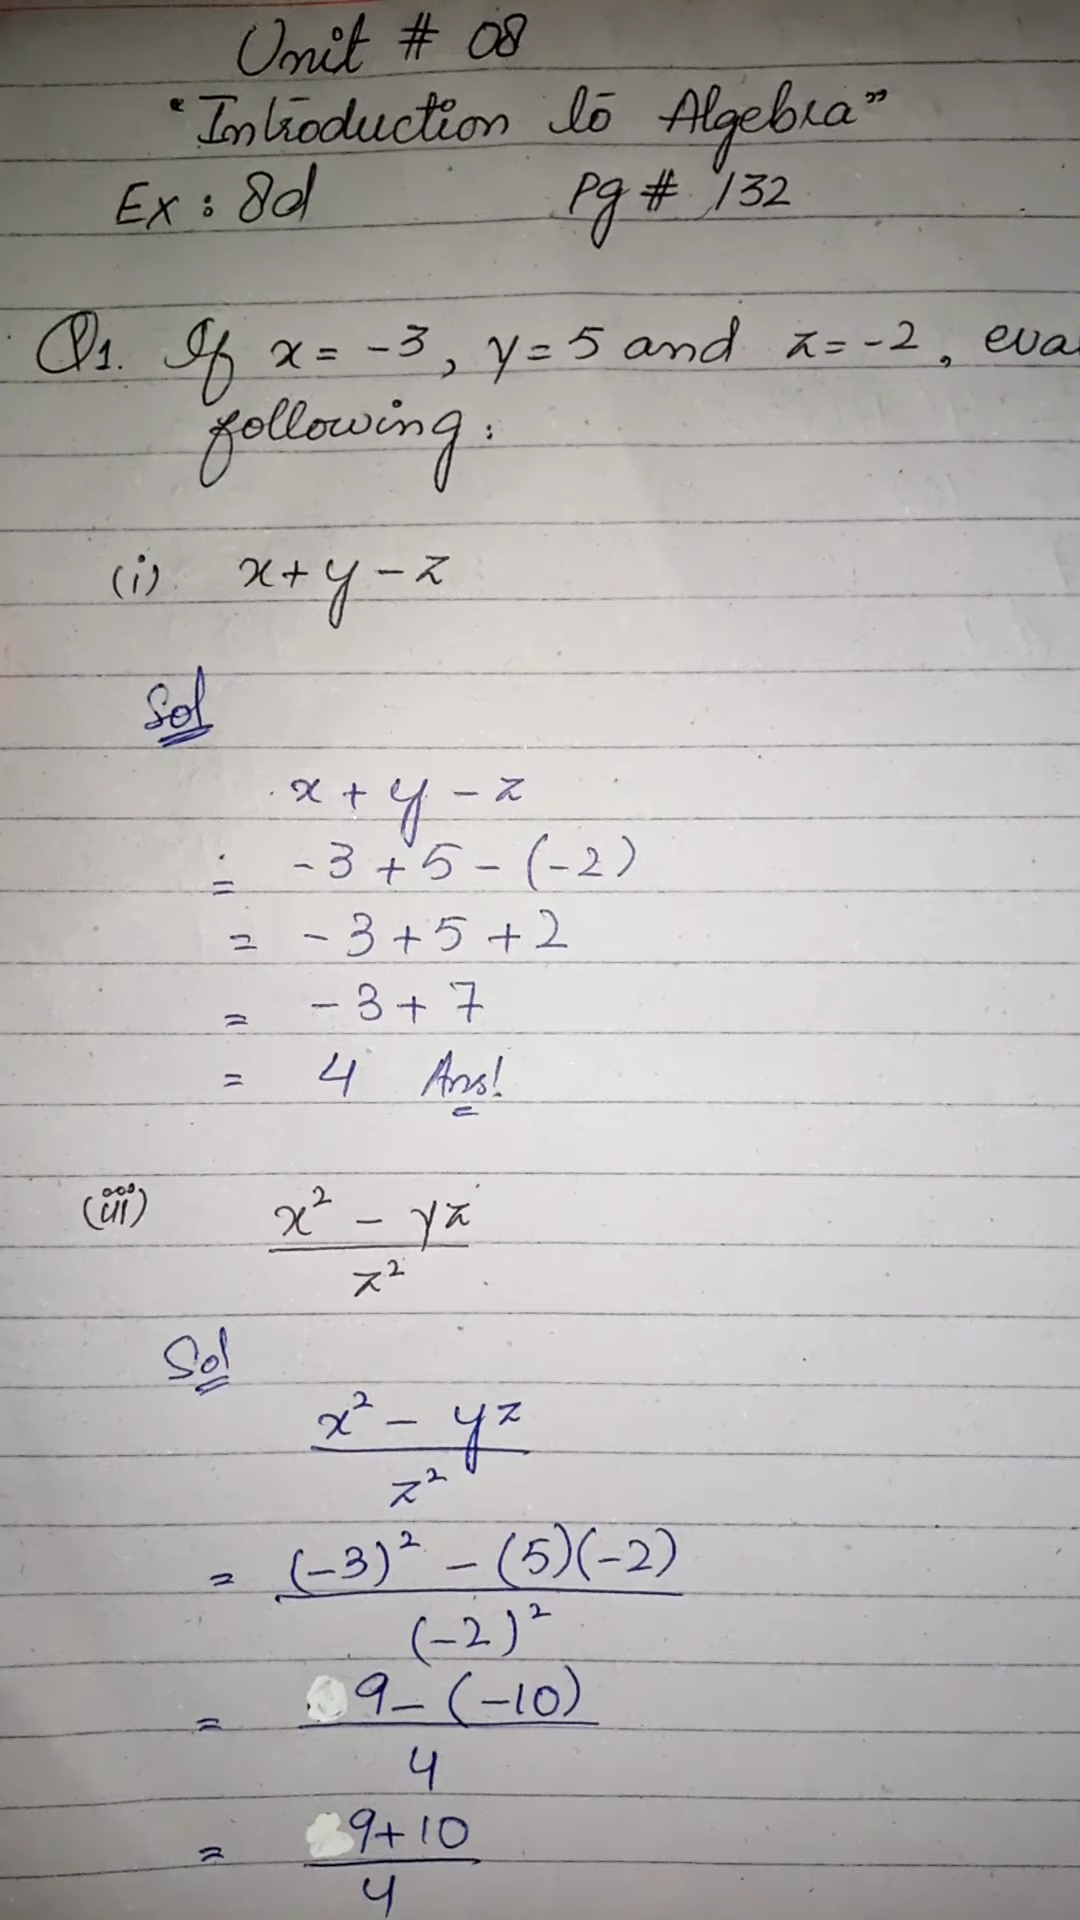 Unit # 08
"Introduction to Algebra"
Ex: 8d Pg # 132
Q1. If x = -3, y = 5 and z = -2, eva
following:
(i) x + y - z
Sol
x + y - z
= -3 + 5 - (-2)
= -3 + 5 + 2
= -3 + 7
= 4 Ans!
(iii) x² - yz
z²
Sol
x² - yz
z²
= (-3)² - (5)(-2)
(-2)²
= 9 - (-10)
4
= 9 + 10
4